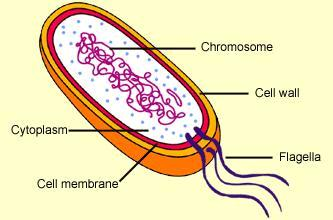 Chromosome
Cell wall
Cytoplasm
Flagella
Cell membrane